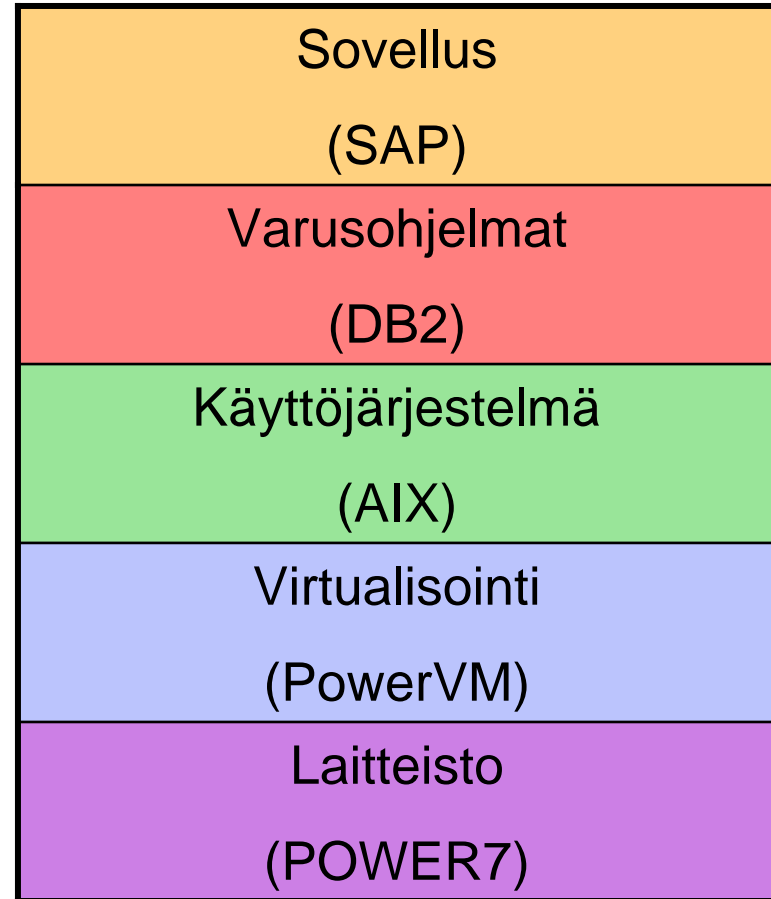 Sovellus
(SAP)
Varusohjelmat
(DB2)
Käyttöjärjestelmä
(AIX)
Virtualisointi
(PowerVM)
Laitteisto
(POWER7)